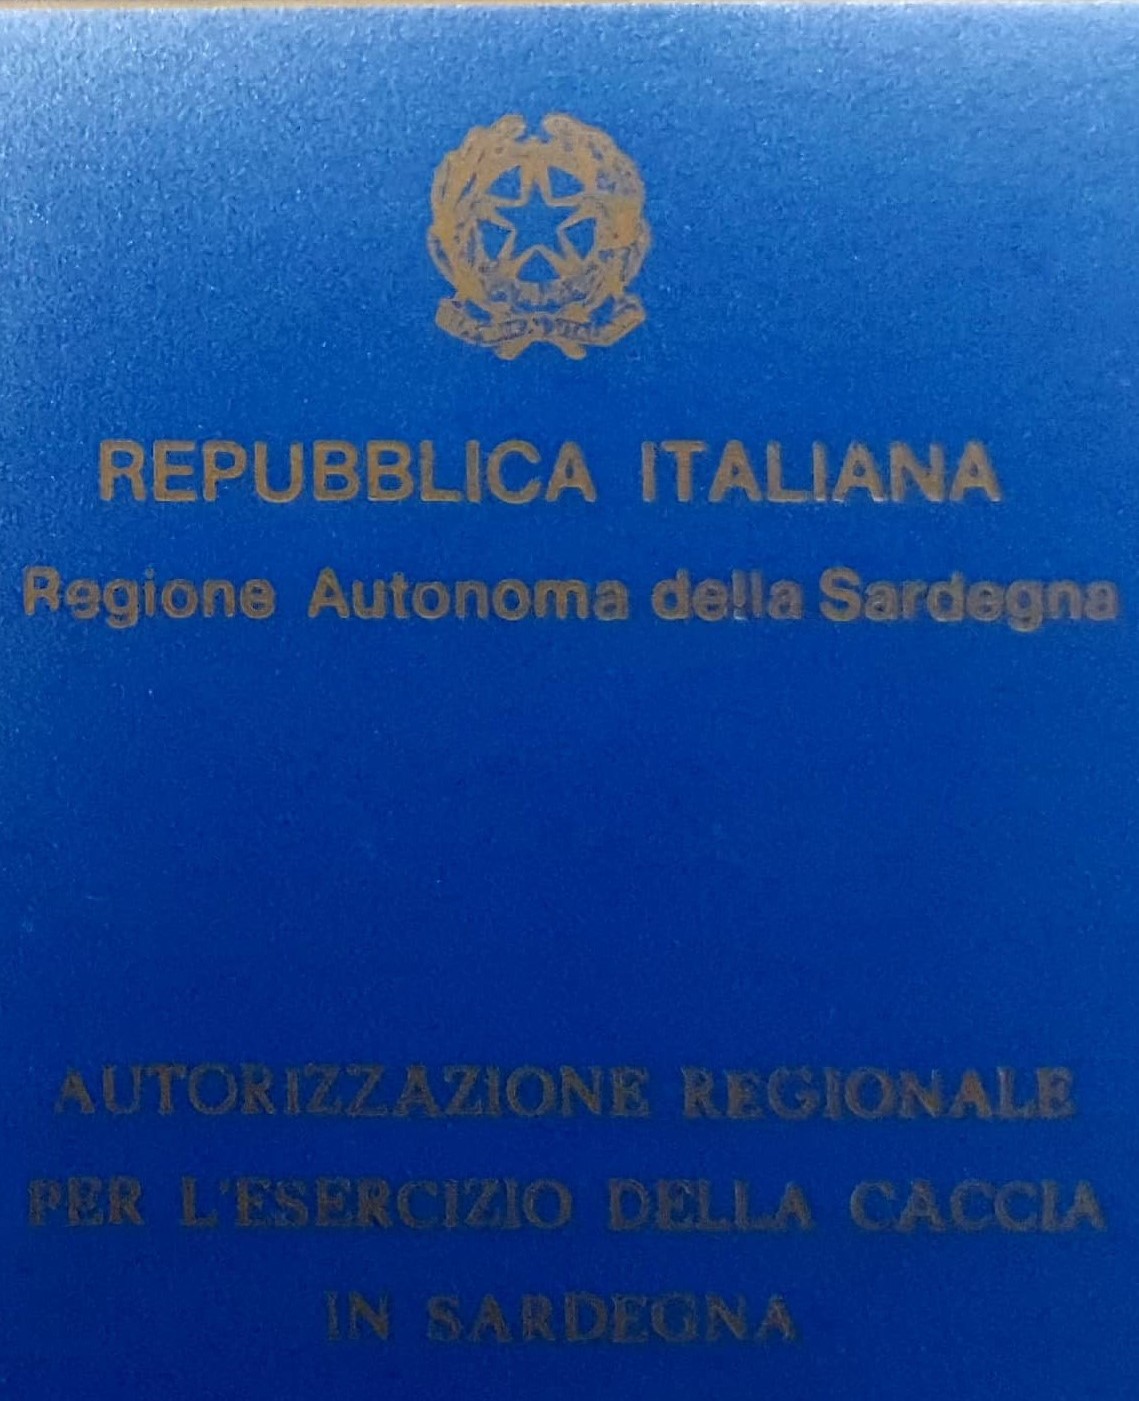 REPUBBLICA ITALIANA
Regione Autonoma della Sardegna
AUTORIZZAZIONE REGIONALE
PER L'ESERCIZIO DELLA CACCIA
IN SARDEGNA